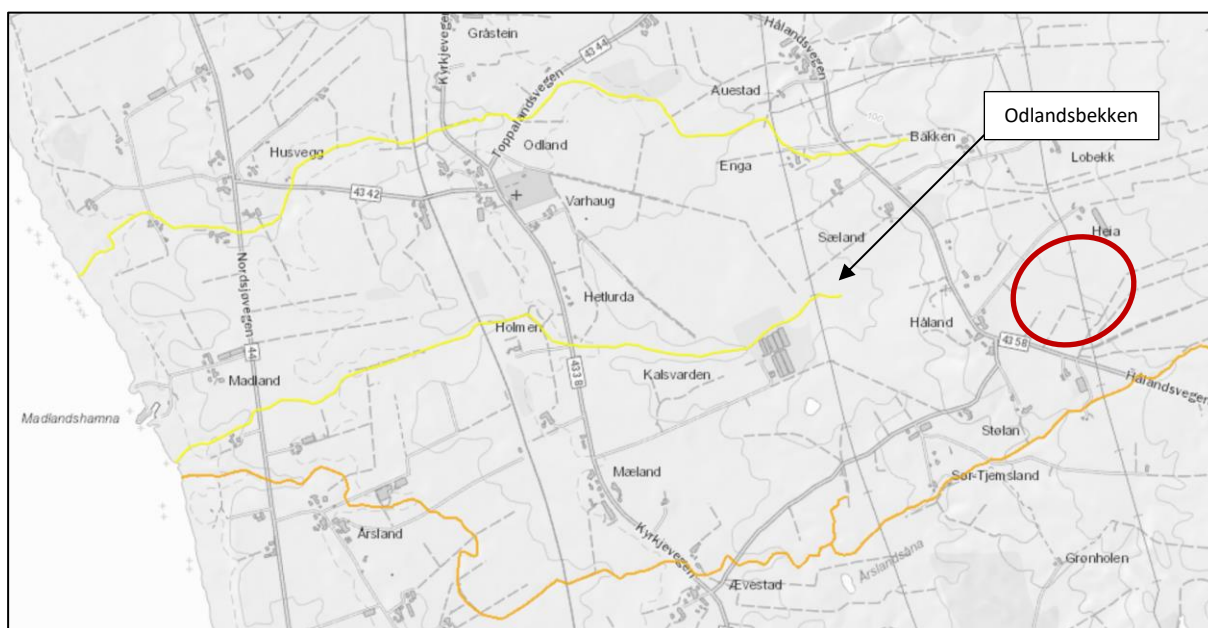 Gråstein
Kyrkjevegen
4344
Toppalandsvegen
Hålandsvegen
Auestad
100
Bakken
Odlandsbekken
Lobekk
Husvegg
Odland
Enga
4342
Varhaug
Heia
Sæland
Nordsjøvegen
Hetlurda
Holmen
Håland
4358
44
4338
Madland
Kalsvarden
Hålandsvegen
Madlandshamna
Stølan
Mæland
Sør-Tjemsland
Årsland
Kyrkjevegen
Årslandsåna
Grønholen
Ævestad